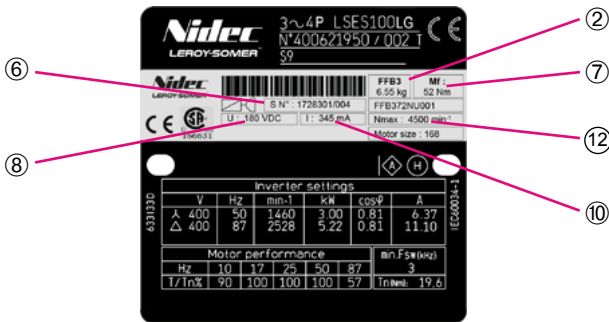 ②
⑥
⑦
⑧
⑩
⑫
Nidec
LEROY-SOMER
3~4P LSES100LG
N°400621950 / 002 T
S9
CE
Nidec
LEROY-SOMER
FFB3
6.55 kg
Mf :
52 Nm
S N° : 1728301/004
FFB372NU001
U : 180 VDC
I : 345 mA
Nmax : 4500 min-1
Motor size : 168
CE
SA
A
H
633133D
IEC60034-1
Inverter settings
V Hz min-1 kW cosφ A
⅄ 400 50 1460 3.00 0.81 6.37
△ 400 87 2528 5.22 0.81 11.10
Motor performance
Hz 10 17 25 50 87
T/Tn% 90 100 100 100 57
min.Fsw(kHz)
3
Tn(Nm): 19.6